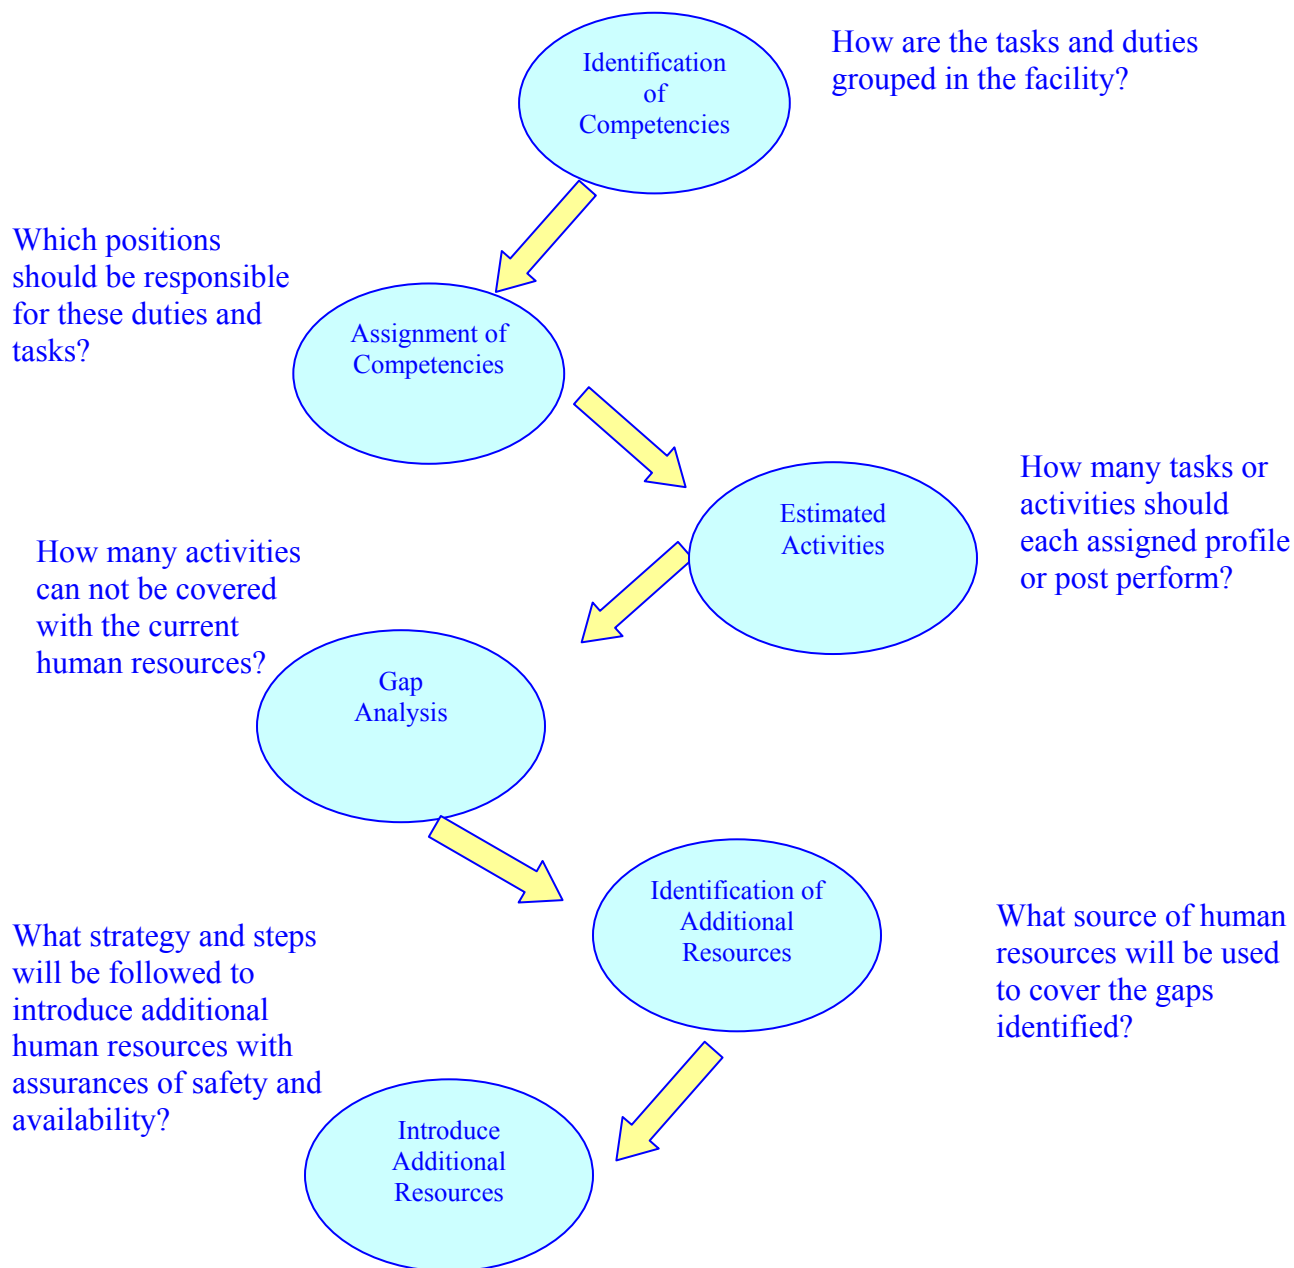 Identification
of
Competencies
How are the tasks and duties
grouped in the facility?
Which positions
should be responsible
for these duties and
tasks?
Assignment of
Competencies
How many tasks or
activities should
each assigned profile
or post perform?
Estimated
Activities
How many activities
can not be covered
with the current
human resources?
Gap
Analysis
Identification of
Additional
Resources
What source of human
resources will be used
to cover the gaps
identified?
What strategy and steps
will be followed to
introduce additional
human resources with
assurances of safety and
availability?
Introduce
Additional
Resources